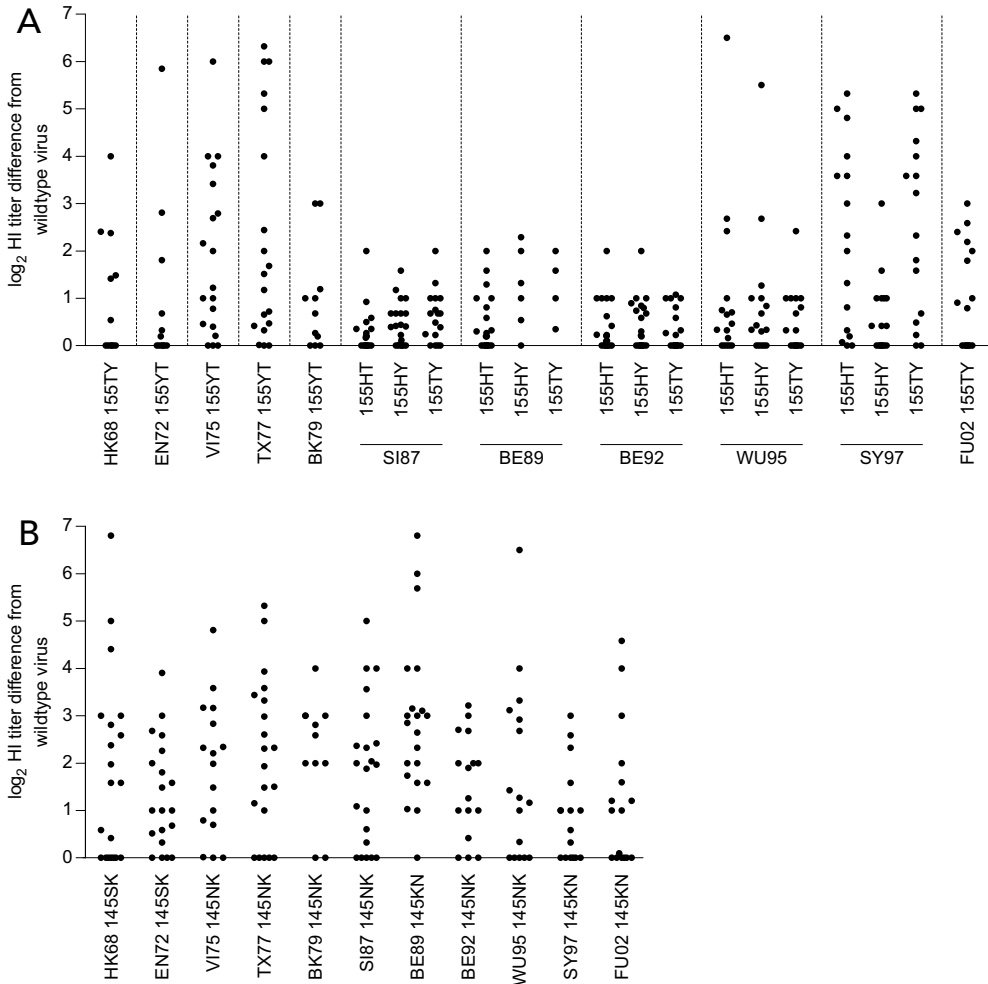 A
log2 HI titer difference from
wildtype virus
7
6
5
4
3
2
1
0
HK68 155TY
EN72 155YT
VI75 155YT
TX77 155YT
BK79 155YT
155HT
155HY
155TY
155HT
155HY
155TY
155HT
155HY
155TY
155HT
155HY
155TY
155HT
155HY
155TY
FU02 155TY
SI87
BE89
BE92
WU95
SY97
B
log2 HI titer difference from
wildtype virus
7
6
5
4
3
2
1
0
HK68 145SK
EN72 145SK
VI75 145NK
TX77 145NK
BK79 145NK
SI87 145NK
BE89 145KN
BE92 145NK
WU95 145NK
SY97 145KN
FU02 145KN